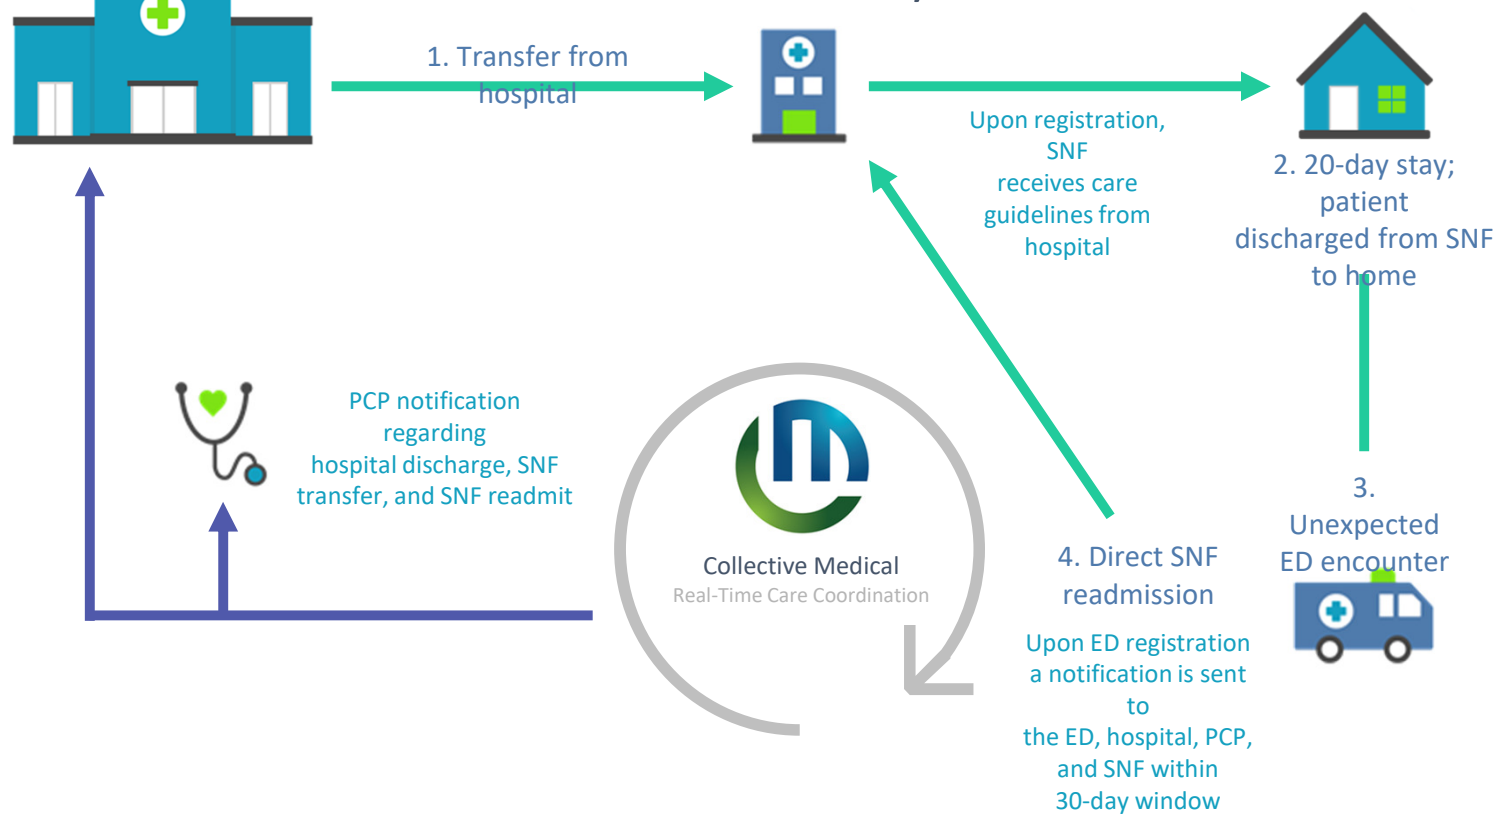 1. Transfer from
hospital
Upon registration,
SNF
receives care
guidelines from
hospital
2. 20-day stay;
patient
discharged from SNF
to home
PCP notification
regarding
hospital discharge, SNF
transfer, and SNF readmit
Collective Medical
Real-Time Care Coordination
3.
Unexpected
ED encounter
4. Direct SNF
readmission
Upon ED registration
a notification is sent
to
the ED, hospital, PCP,
and SNF within
30-day window